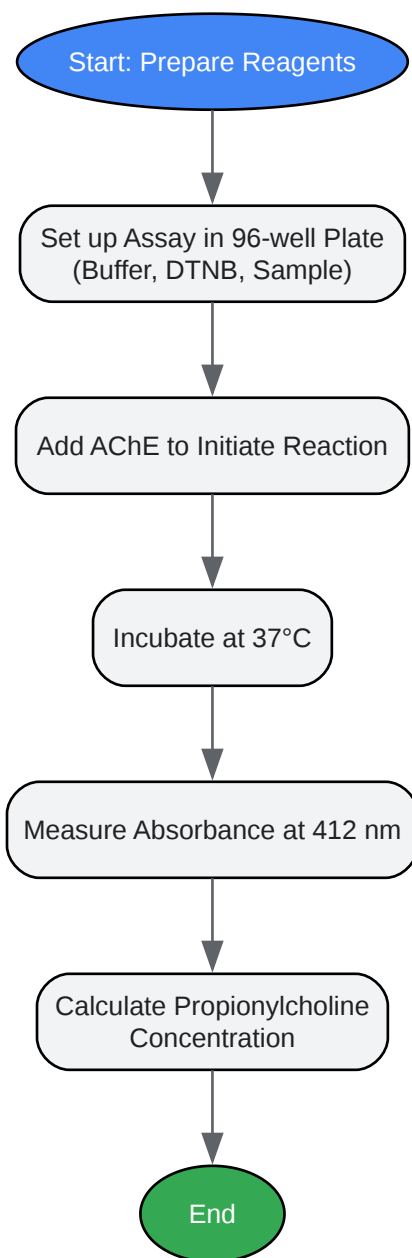 Start: Prepare Reagents
Set up Assay in 96-well Plate
(Buffer, DTNB, Sample)
Add AChE to Initiate Reaction
Incubate at 37°C
Measure Absorbance at 412 nm
Calculate Propionylcholine
Concentration
End